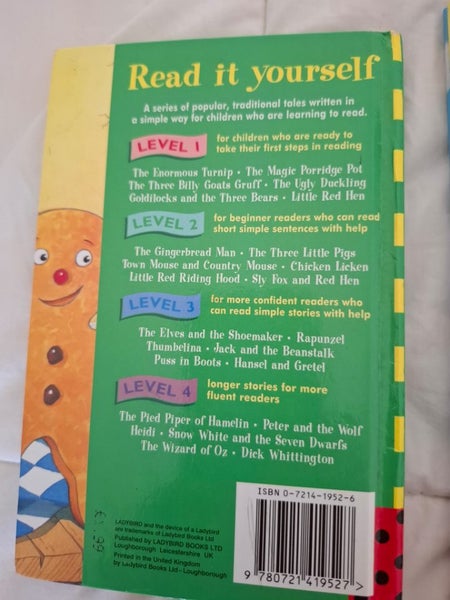 Read it yourself
A series of popular, traditional tales written in
a simple way for children who are learning to read.
LEVEL 1
for children who are ready to
take their first steps in reading
The Enormous Turnip • The Magic Porridge Pot
The Three Billy Goats Gruff • The Ugly Duckling
Goldilocks and the Three Bears • Little Red Hen
LEVEL 2
for beginner readers who can read
short simple sentences with help
The Gingerbread Man • The Three Little Pigs
Town Mouse and Country Mouse • Chicken Licken
Little Red Riding Hood • Sly Fox and Red Hen
LEVEL 3
for more confident readers who
can read simple stories with help
The Elves and the Shoemaker • Rapunzel
Thumbelina • Jack and the Beanstalk
Puss in Boots • Hansel and Gretel
LEVEL 4
longer stories for more
fluent readers
The Pied Piper of Hamelin • Peter and the Wolf
Heidi • Snow White and the Seven Dwarfs
The Wizard of Oz • Dick Whittington
ISBN 0-7214-1952-6
9 780721 419527 >
LADYBIRD and the device of a Ladybird
are trademarks of Ladybird Books Ltd
Published by LADYBIRD BOOKS LTD
Loughborough Leicestershire UK
Printed in the United Kingdom
by Ladybird Books Ltd – Loughborough